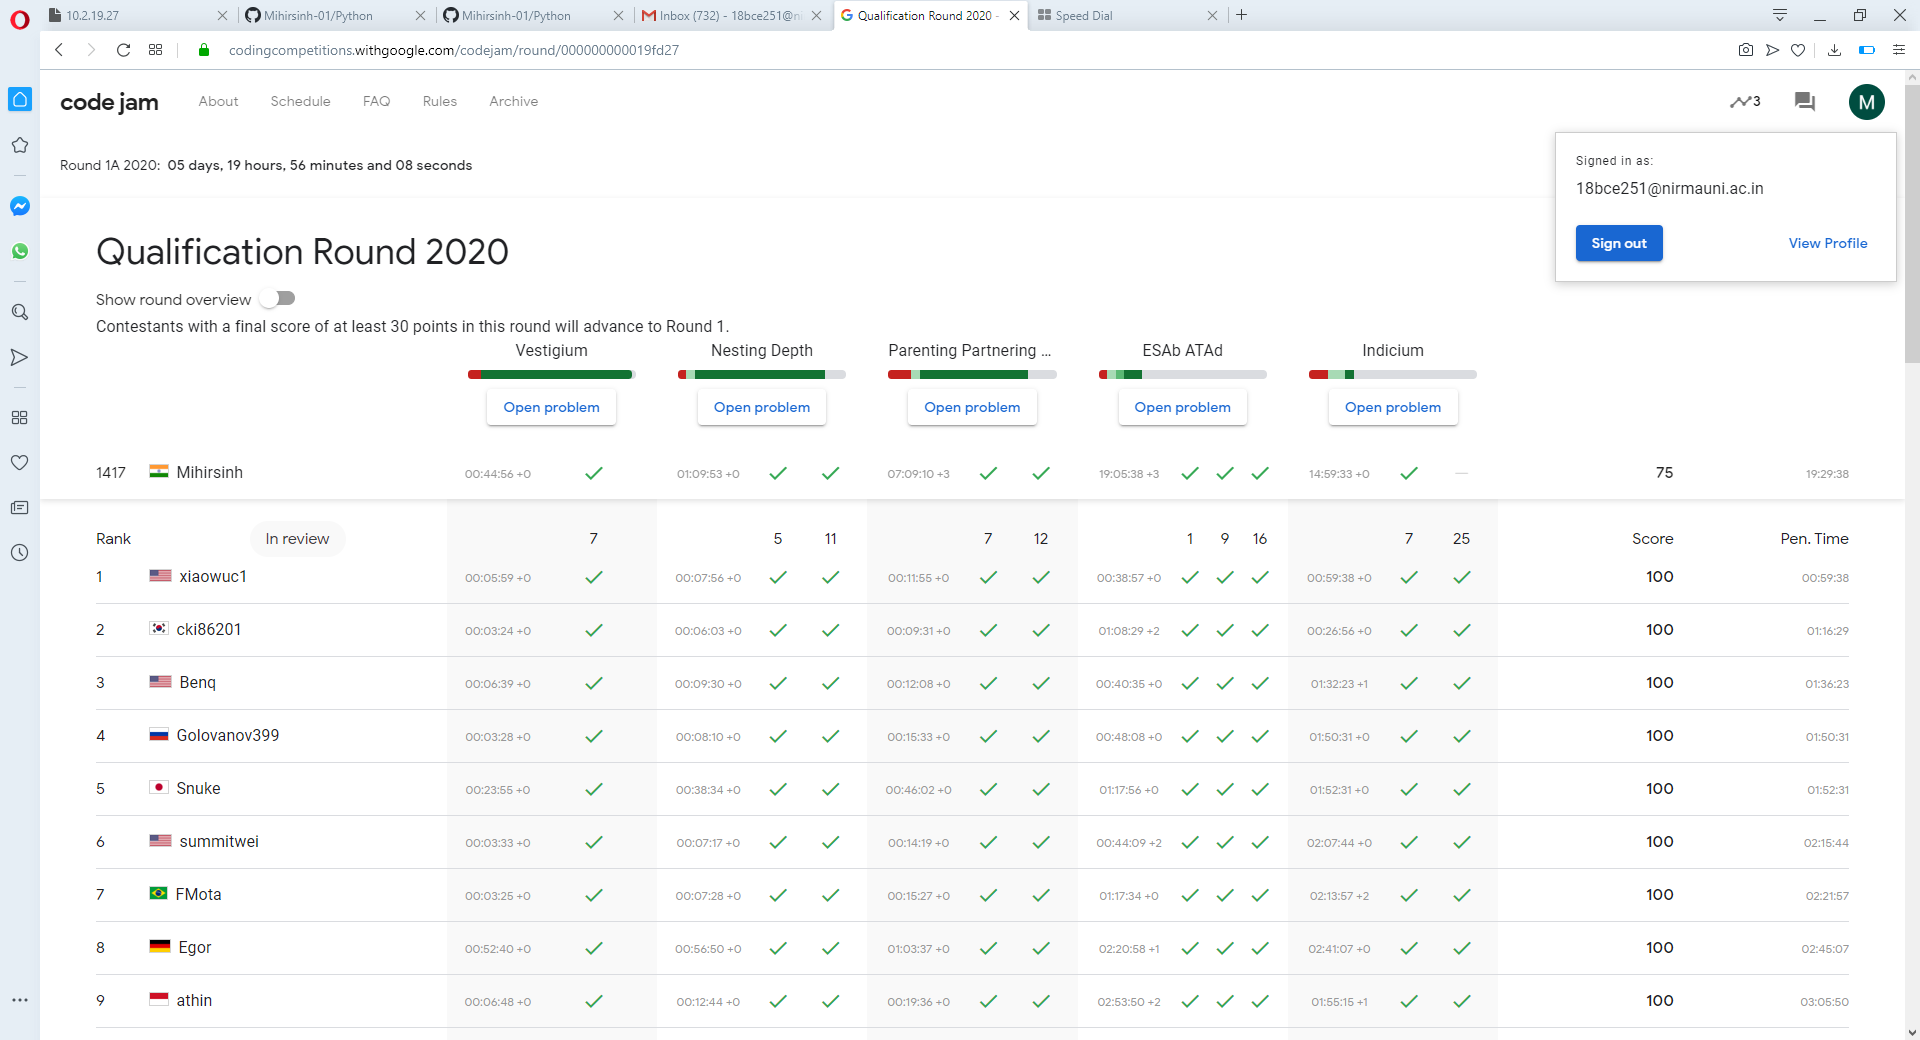 10.2.19.27
Mihirsinh-01/Python
Mihirsinh-01/Python
Inbox (732) - 18bce251@ni
Qualification Round 2020 -
Speed Dial
codingcompetitions.withgoogle.com/codejam/round/000000000019fd27
code jam About Schedule FAQ Rules Archive 3 M
Round 1A 2020: 05 days, 19 hours, 56 minutes and 08 seconds
Signed in as:
18bce251@nirmauni.ac.in
Sign out View Profile
Qualification Round 2020
Show round overview
Contestants with a final score of at least 30 points in this round will advance to Round 1.
Vestigium Nesting Depth Parenting Partnering ... ESAb ATAd Indicium
Open problem Open problem Open problem Open problem Open problem
1417 Mihirsinh 00:44:56 +0 01:09:53 +0 07:09:10 +3 19:05:38 +3 14:59:33 +0 — 75 19:29:38
Rank In review 7 5 11 7 12 1 9 16 7 25 Score Pen. Time
1 xiaowuc1 00:05:59 +0 00:07:56 +0 00:11:55 +0 00:38:57 +0 00:59:38 +0 100 00:59:38
2 cki86201 00:03:24 +0 00:06:03 +0 00:09:31 +0 01:08:29 +2 00:26:56 +0 100 01:16:29
3 Benq 00:06:39 +0 00:09:30 +0 00:12:08 +0 00:40:35 +0 01:32:23 +1 100 01:36:23
4 Golovanov399 00:03:28 +0 00:08:10 +0 00:15:33 +0 00:48:08 +0 01:50:31 +0 100 01:50:31
5 Snuke 00:23:55 +0 00:38:34 +0 00:46:02 +0 01:17:56 +0 01:52:31 +0 100 01:52:31
6 summitwei 00:03:33 +0 00:07:17 +0 00:14:19 +0 00:44:09 +2 02:07:44 +0 100 02:15:44
7 FMota 00:03:25 +0 00:07:28 +0 00:15:27 +0 01:17:34 +0 02:13:57 +2 100 02:21:57
8 Egor 00:52:40 +0 00:56:50 +0 01:03:37 +0 02:20:58 +1 02:41:07 +0 100 02:45:07
9 athin 00:06:48 +0 00:12:44 +0 00:19:36 +0 02:53:50 +2 01:55:15 +1 100 03:05:50